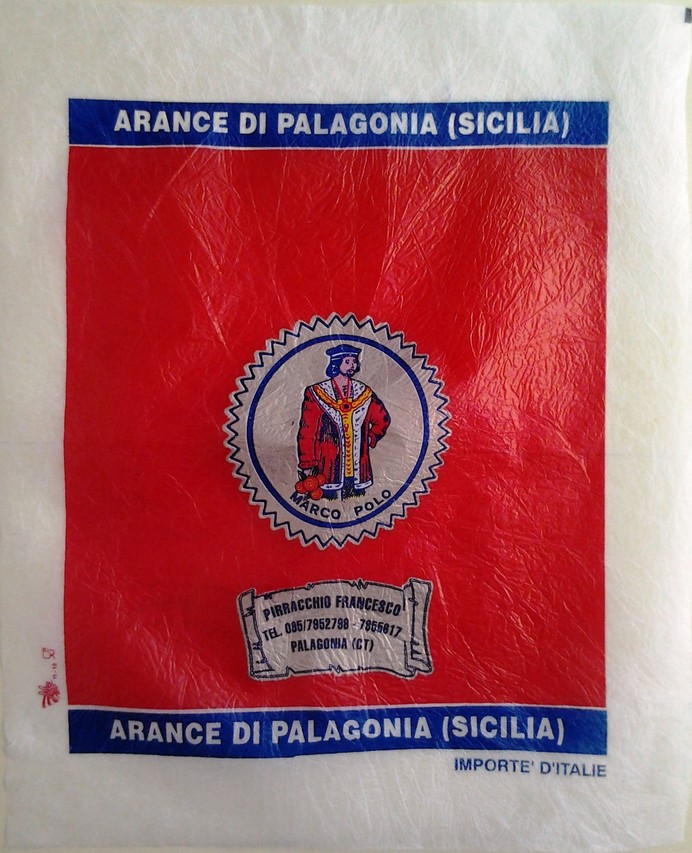 ARANCE DI PALAGONIA (SICILIA)
MARCO POLO
PIRRACCHIO FRANCESCO
TEL. 095/7952798 - 7955617
PALAGONIA (CT)
ARANCE DI PALAGONIA (SICILIA)
IMPORTE' D'ITALIE